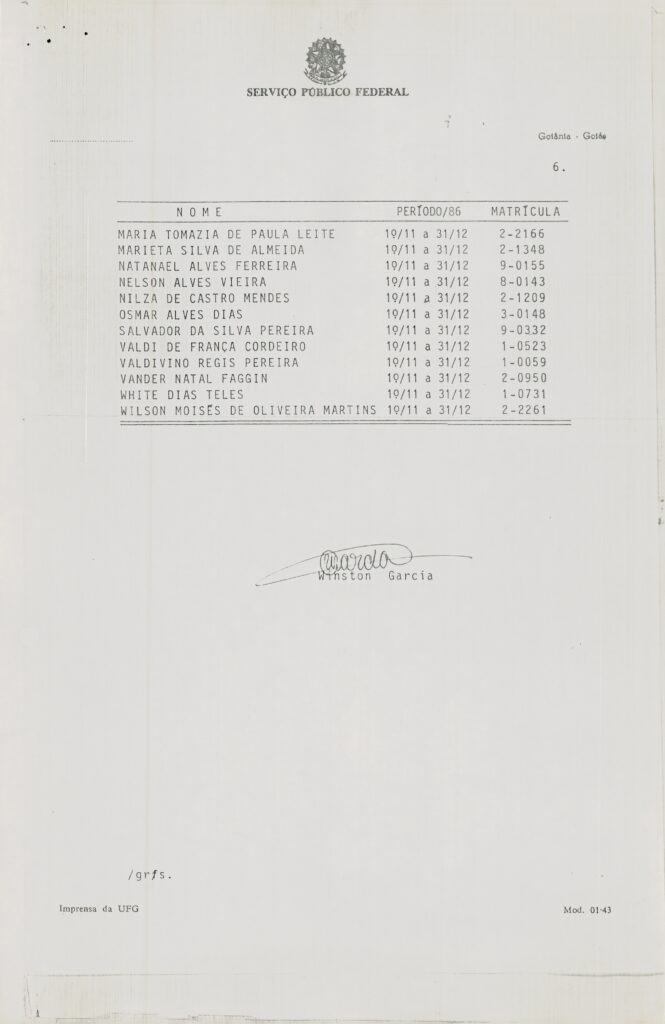 SERVIÇO PÚBLICO FEDERAL
Goiânia - Goiás
6.
NOME PERÍODO/86 MATRÍCULA
MARIA TOMAZIA DE PAULA LEITE 19/11 a 31/12 2-2166
MARIETA SILVA DE ALMEIDA 19/11 a 31/12 2-1348
NATANAEL ALVES FERREIRA 19/11 a 31/12 9-0155
NELSON ALVES VIEIRA 19/11 a 31/12 8-0143
NILZA DE CASTRO MENDES 19/11 a 31/12 2-1209
OSMAR ALVES DIAS 19/11 a 31/12 3-0148
SALVADOR DA SILVA PEREIRA 19/11 a 31/12 9-0332
VALDI DE FRANÇA CORDEIRO 19/11 a 31/12 1-0523
VALDIVINO REGIS PEREIRA 19/11 a 31/12 1-0059
VANDER NATAL FAGGIN 19/11 a 31/12 2-0950
WHITE DIAS TELES 19/11 a 31/12 1-0731
WILSON MOISÉS DE OLIVEIRA MARTINS 19/11 a 31/12 2-2261
Winston Garcia
/grfs.
Imprensa da UFG Mod. 01-43